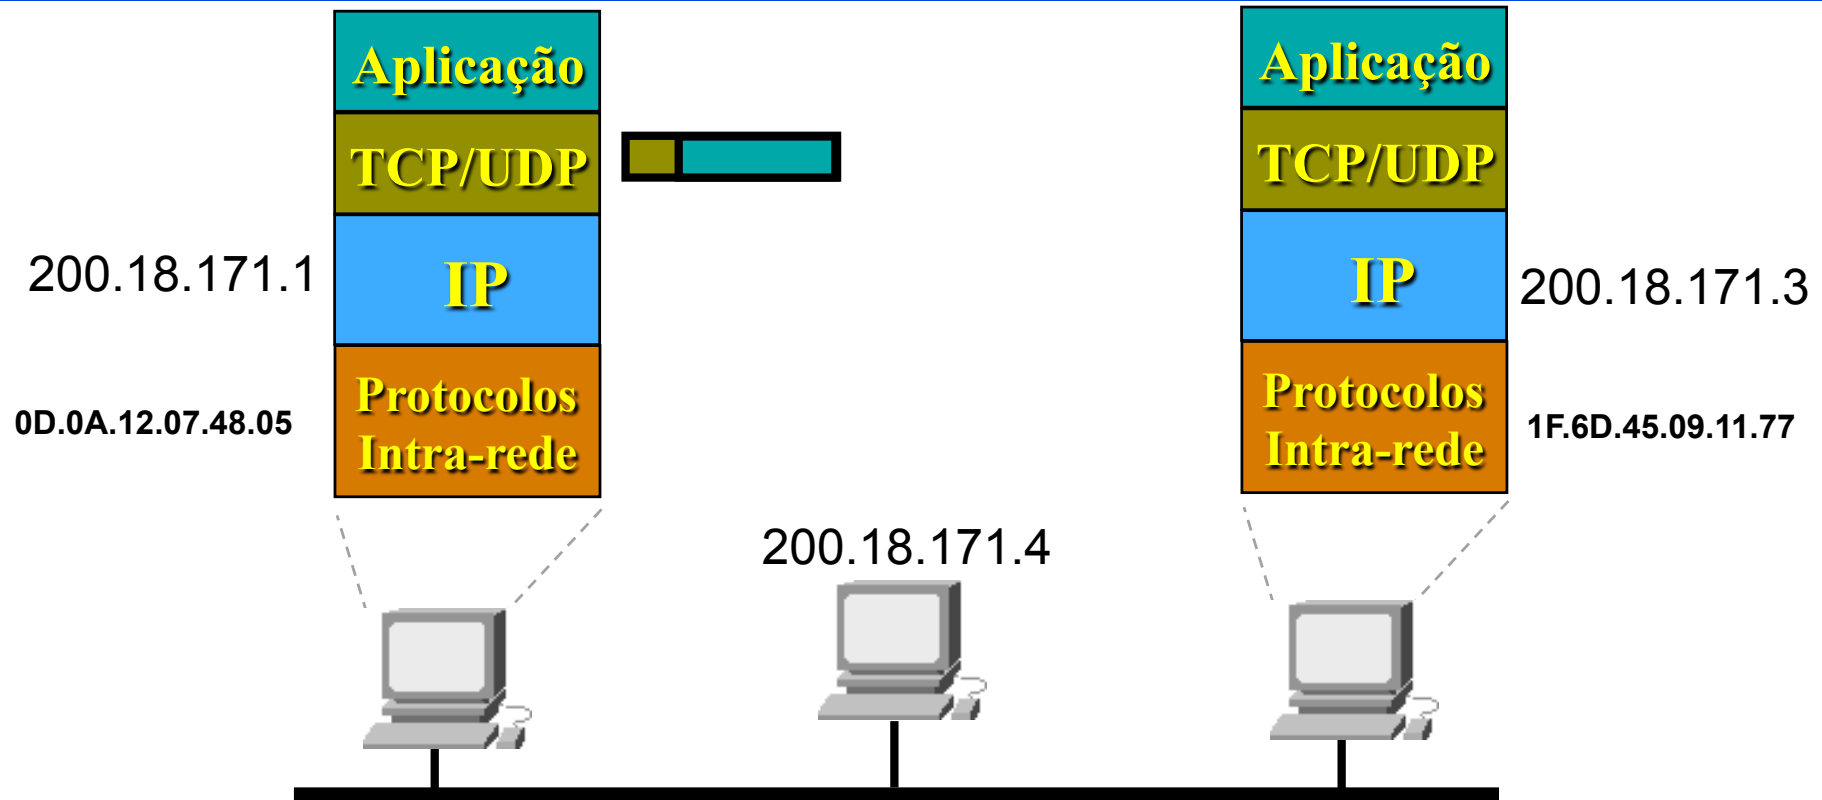 Aplicação
TCP/UDP
200.18.171.1
IP
0D.0A.12.07.48.05
Protocolos
Intra-rede
200.18.171.4
Aplicação
TCP/UDP
IP
200.18.171.3
Protocolos
Intra-rede
1F.6D.45.09.11.77